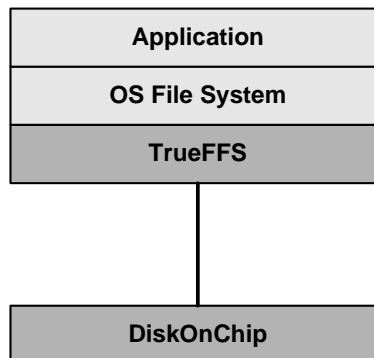 Application
OS File System
TrueFFS
DiskOnChip